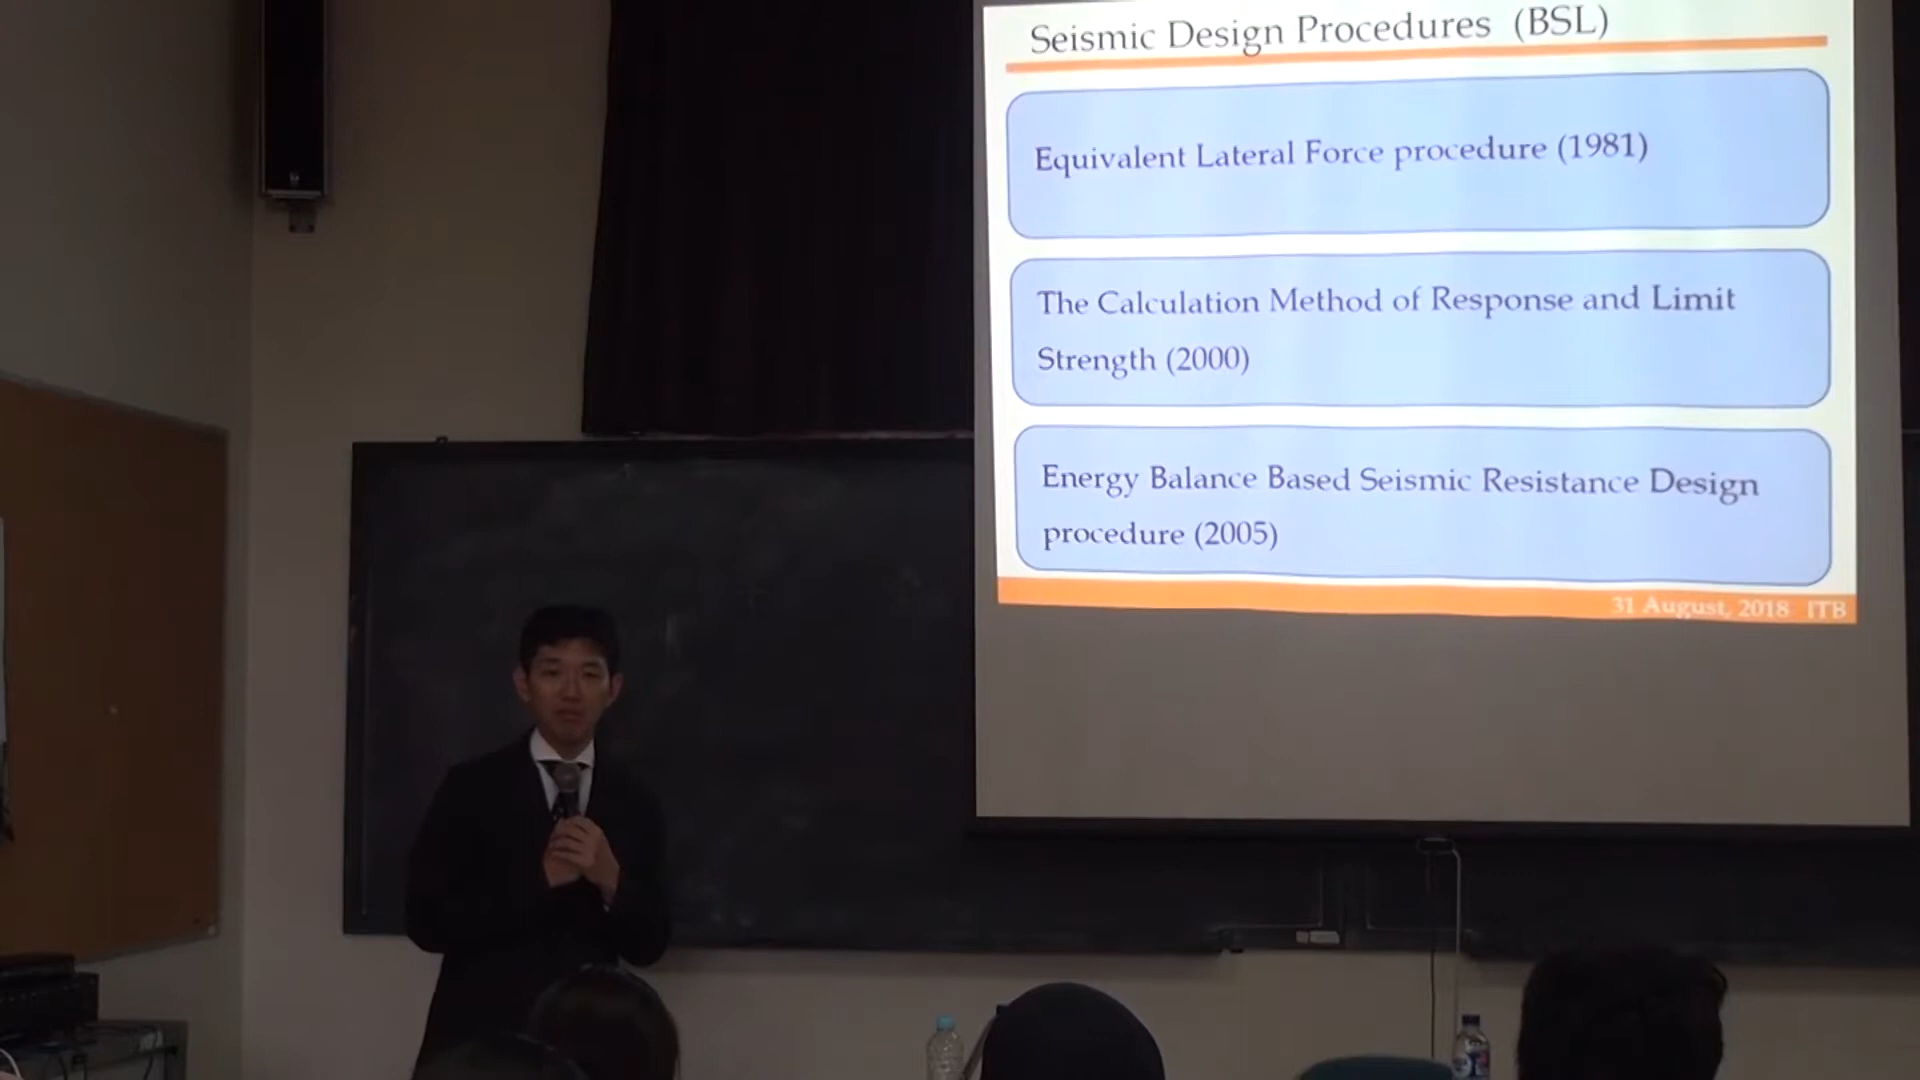 Seismic Design Procedures (BSL)
Equivalent Lateral Force procedure (1981)
The Calculation Method of Response and Limit
Strength (2000)
Energy Balance Based Seismic Resistance Design
procedure (2005)
31 August, 2018 ITB